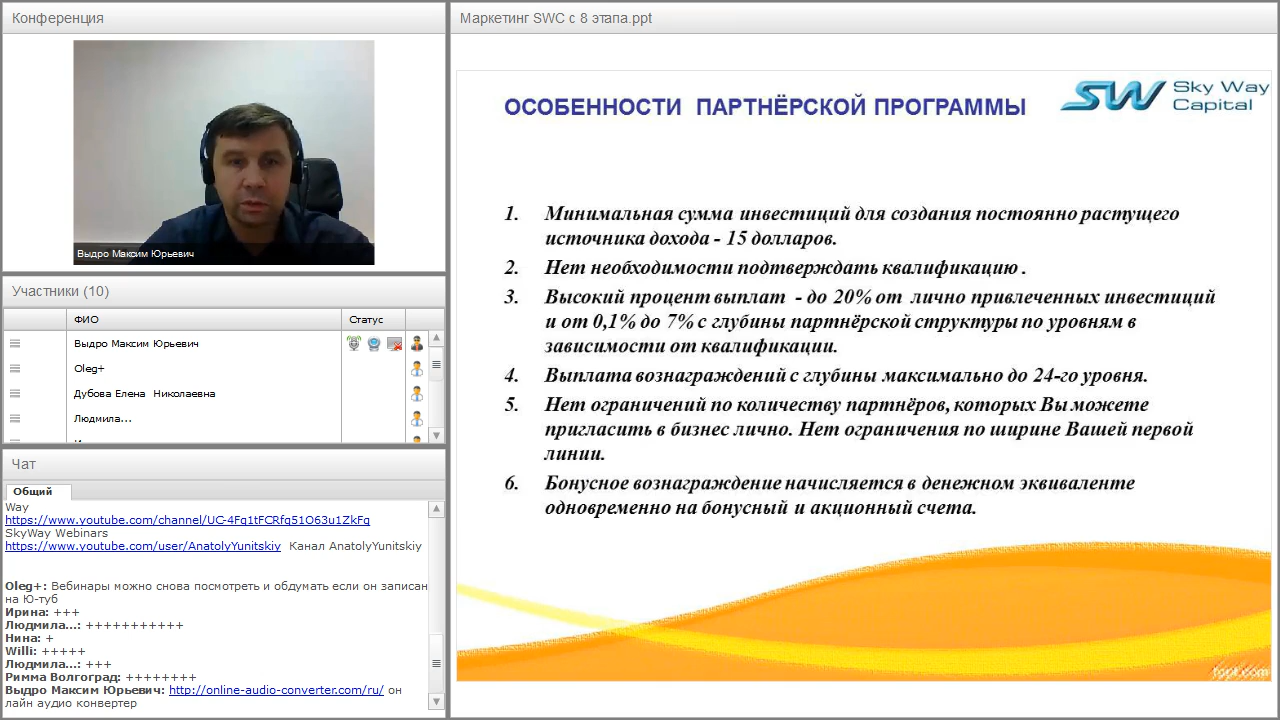 Конференция
Выдро Максим Юрьевич
Участники (10)
ФИО
Статус
Выдро Максим Юрьевич
Oleg+
Дубова Елена Николаевна
Людмила...
Чат
Общий
Way
https://www.youtube.com/channel/UC-4Fq1tFCRfq51O63u1ZkFg
SkyWay Webinars
https://www.youtube.com/user/AnatolyYunitskiy Канал AnatolyYunitskiy
Oleg+: Вебинары можно снова посмотреть и обдумать если он записан
на Ю-туб
Ирина: +++
Людмила...: +++++++++++
Нина: +
Willi: +++++
Людмила...: +++
Римма Волгоград: ++++++++
Выдро Максим Юрьевич: http://online-audio-converter.com/ru/ он
лайн аудио конвертер
Маркетинг SWC с 8 этапа.ppt
ОСОБЕННОСТИ ПАРТНЁРСКОЙ ПРОГРАММЫ
SW Sky Way
Capital
1. Минимальная сумма инвестиций для создания постоянно растущего
источника дохода - 15 долларов.
2. Нет необходимости подтверждать квалификацию .
3. Высокий процент выплат - до 20% от лично привлеченных инвестиций
и от 0,1% до 7% с глубины партнёрской структуры по уровням в
зависимости от квалификации.
4. Выплата вознаграждений с глубины максимально до 24-го уровня.
5. Нет ограничений по количеству партнёров, которых Вы можете
пригласить в бизнес лично. Нет ограничения по ширине Вашей первой
линии.
6. Бонусное вознаграждение начисляется в денежном эквиваленте
одновременно на бонусный и акционный счета.
fppt.com